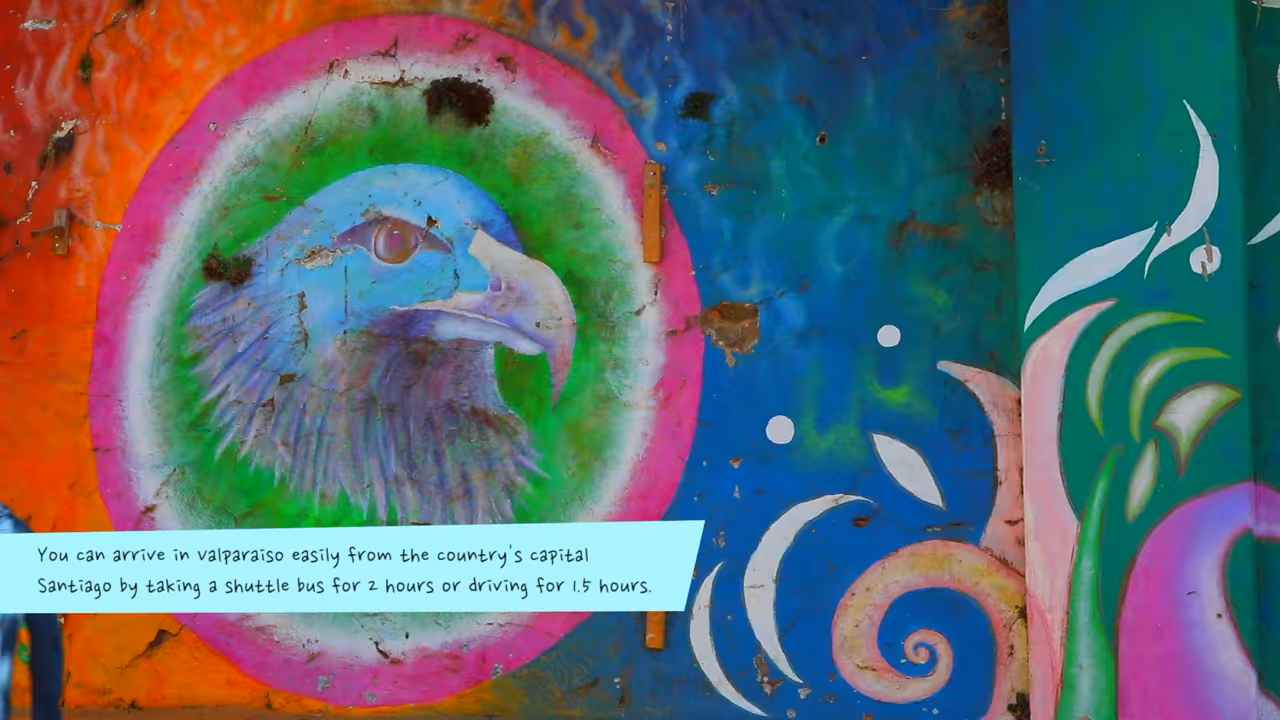 You can arrive in Valparaiso easily from the country's capital
Santiago by taking a shuttle bus for 2 hours or driving for 1.5 hours.